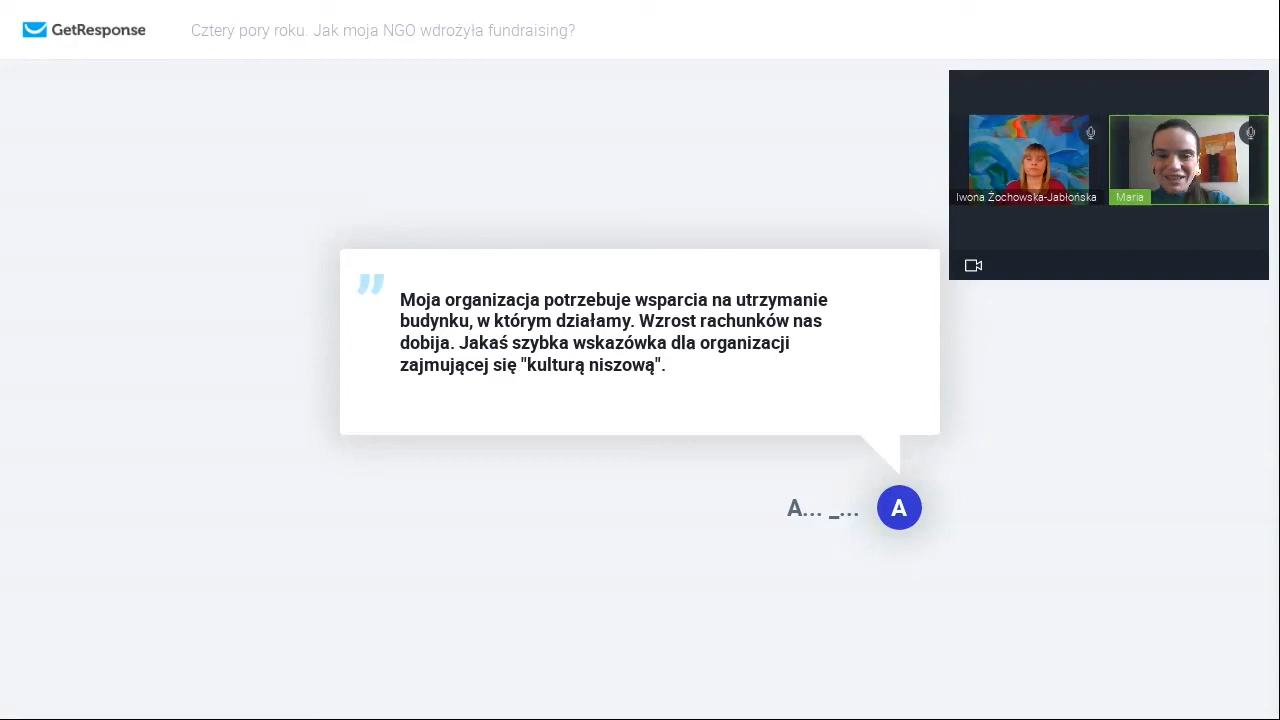 GetResponse
Cztery pory roku. Jak moja NGO wdrożyła fundraising?
Iwona Żochowska-Jabłońska
Maria
Moja organizacja potrzebuje wsparcia na utrzymanie
budynku, w którym działamy. Wzrost rachunków nas
dobija. Jakaś szybka wskazówka dla organizacji
zajmującej się "kulturą niszową".
A... _...
A